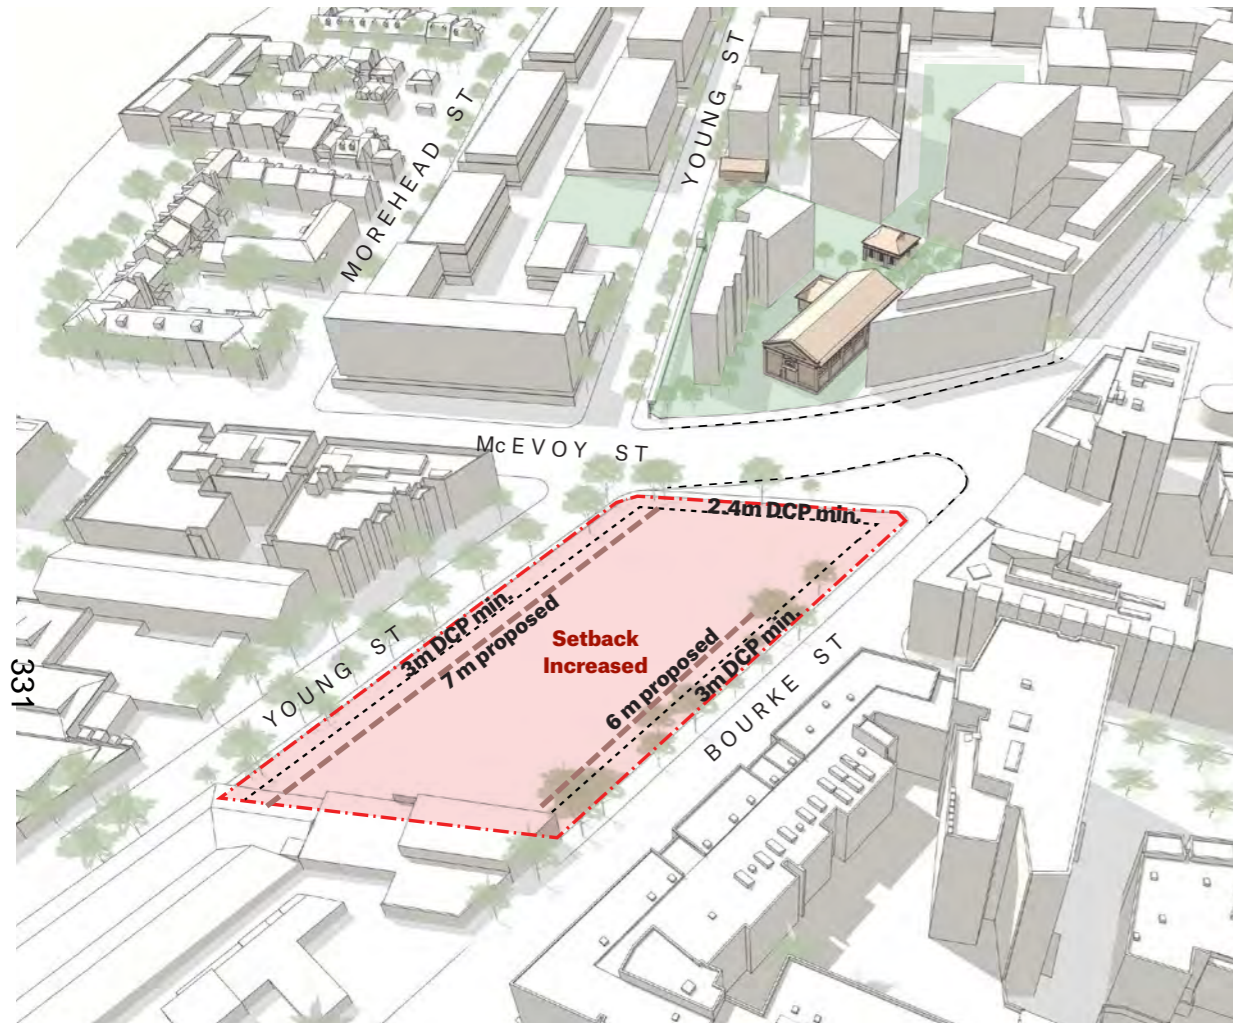 MOREHEAD ST
YOUNG ST
McEVOY ST
2.4m DCP min.
3m DCP min.
7m proposed
Setback
Increased
6 m proposed
3m DCP min.
YOUNG ST
BOURKE ST
331